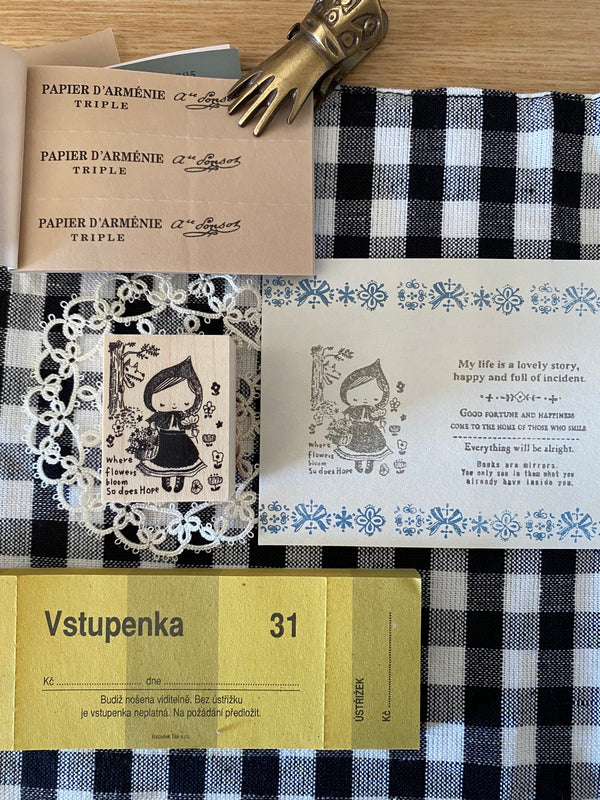 PAPIER D'ARMÉNIE
TRIPLE
PAPIER D'ARMÉNIE
TRIPLE
PAPIER D'ARMÉNIE
TRIPLE
where
flowers
bloom
So does Hope
where
flowers
bloom
So does Hope
My life is a lovely story,
happy and full of incident.
GOOD FORTUNE AND HAPPINESS
COME TO THE HOME OF THOSE WHO SMILE
Everything will be alright.
Books are mirrors.
You only see in them what you
already have inside you.
Vstupenka 31
Kč dne
Budiž nošena viditelně. Bez ústřižku
je vstupenka neplatná. Na požádání předložit.
ÚSTŘIŽEK
Kč